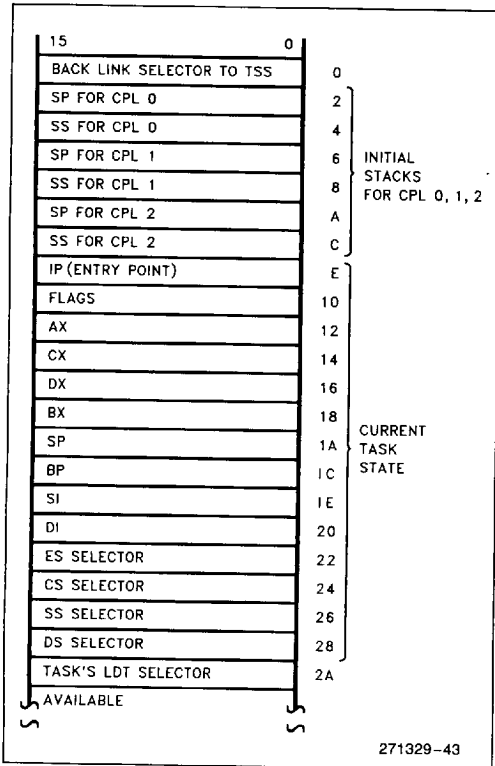 15 0
BACK LINK SELECTOR TO TSS 0
SP FOR CPL 0 2
SS FOR CPL 0 4
SP FOR CPL 1 6
SS FOR CPL 1 8
SP FOR CPL 2 A
SS FOR CPL 2 C
INITIAL
STACKS
FOR CPL 0, 1, 2
IP (ENTRY POINT) E
FLAGS 10
AX 12
CX 14
DX 16
BX 18
SP 1A
BP 1C
SI 1E
DI 20
ES SELECTOR 22
CS SELECTOR 24
SS SELECTOR 26
DS SELECTOR 28
CURRENT
TASK
STATE
TASK'S LDT SELECTOR 2A
AVAILABLE
271329-43